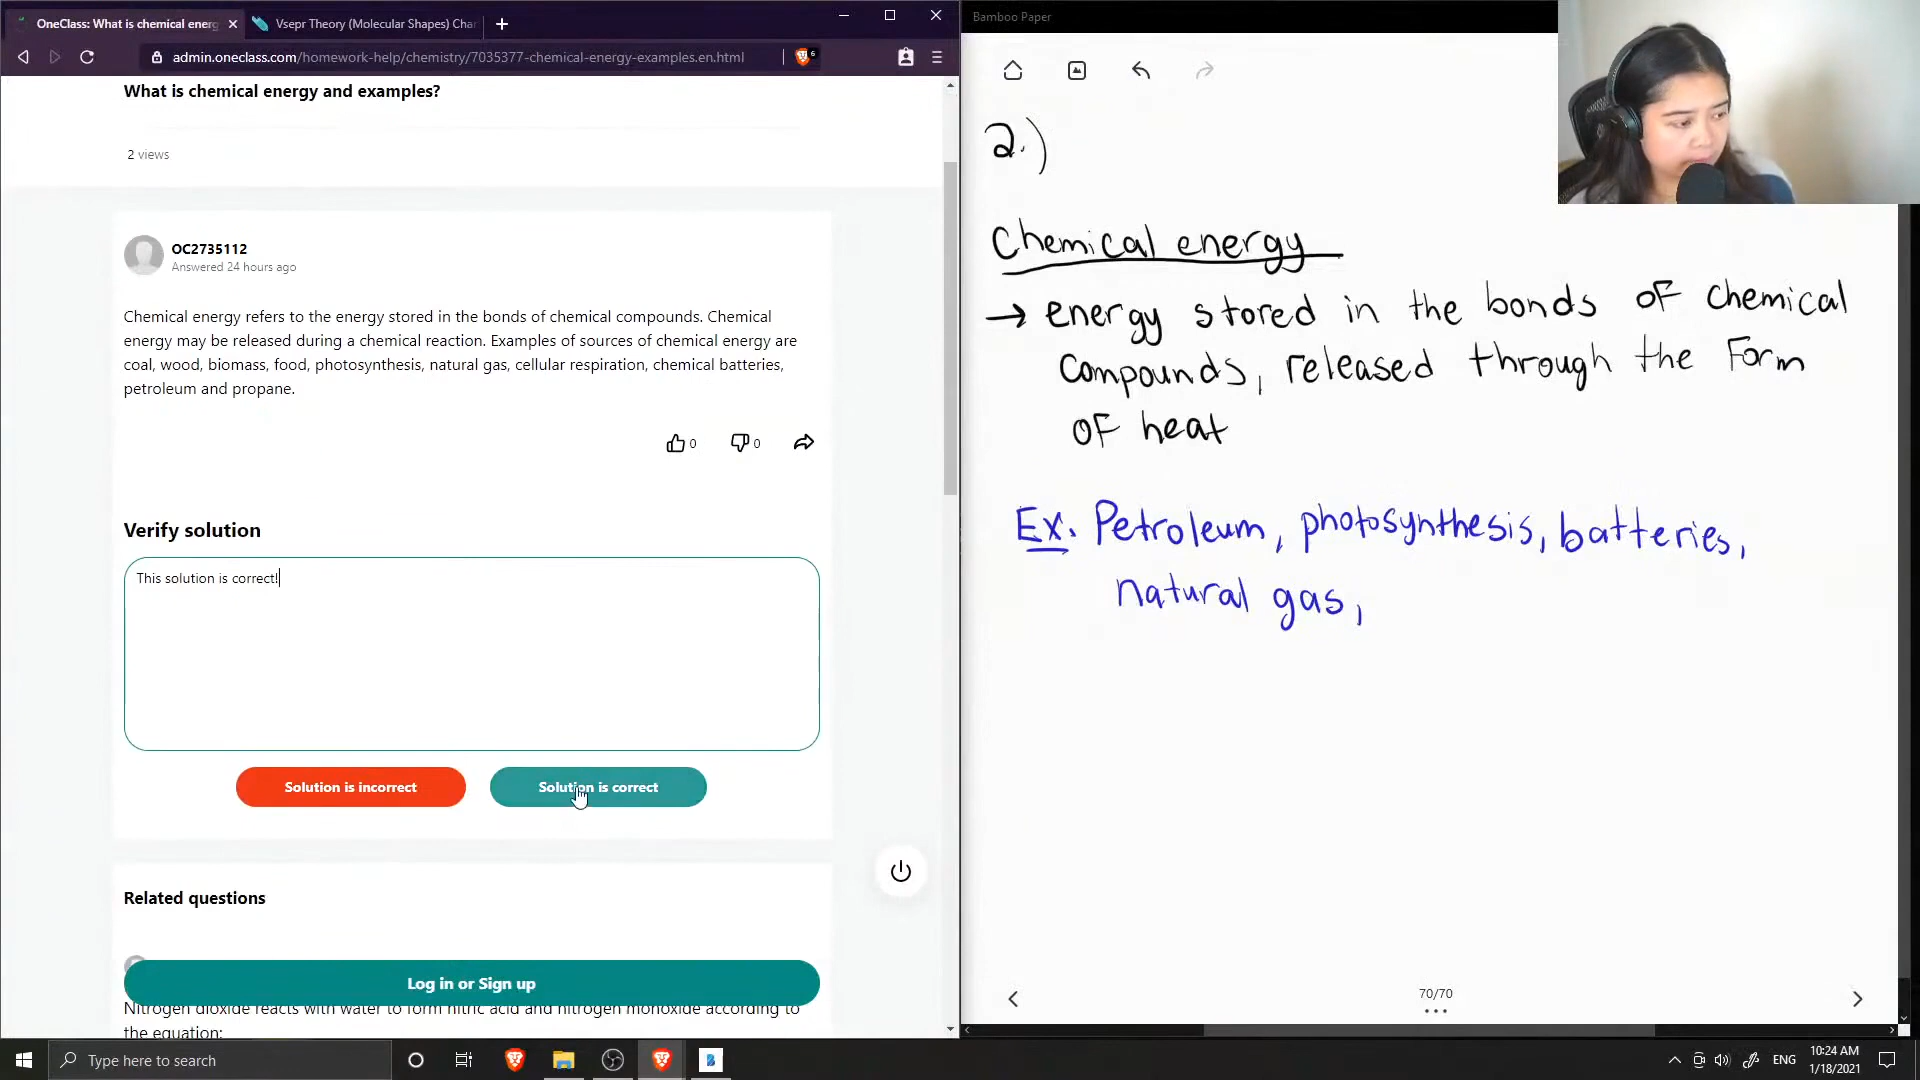 OneClass: What is chemical energ
Vsepr Theory (Molecular Shapes) Cha
admin.oneclass.com/homework-help/chemistry/7035377-chemical-energy-examples.en.html
6
What is chemical energy and examples?
2 views
OC2735112
Answered 24 hours ago
Chemical energy refers to the energy stored in the bonds of chemical compounds. Chemical
energy may be released during a chemical reaction. Examples of sources of chemical energy are
coal, wood, biomass, food, photosynthesis, natural gas, cellular respiration, chemical batteries,
petroleum and propane.
0
0
Verify solution
This solution is correct!
Solution is incorrect
Solution is correct
Related questions
Log in or Sign up
Nitrogen dioxide reacts with water to form nitric acid and nitrogen monoxide according to
the equation:
Bamboo Paper
2.)
Chemical energy
→ energy stored in the bonds of chemical
compounds, released through the form
of heat
Ex. Petroleum, photosynthesis, batteries,
natural gas,
70/70
Type here to search
ENG
10:24 AM
1/18/2021